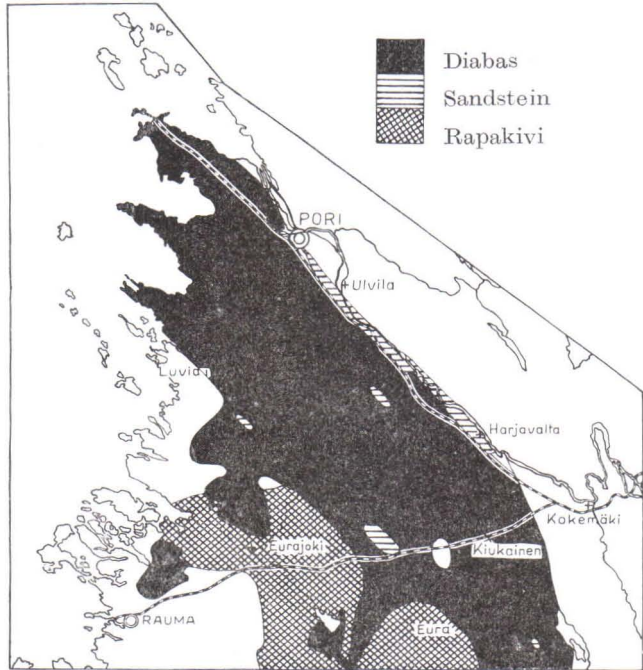 Diabas
Sandstein
Rapakivi
PORI
Ulvila
Luvia
Harjavalta
Kokemäki
Eurajoki
Kiukainen
RAUMA
Eura